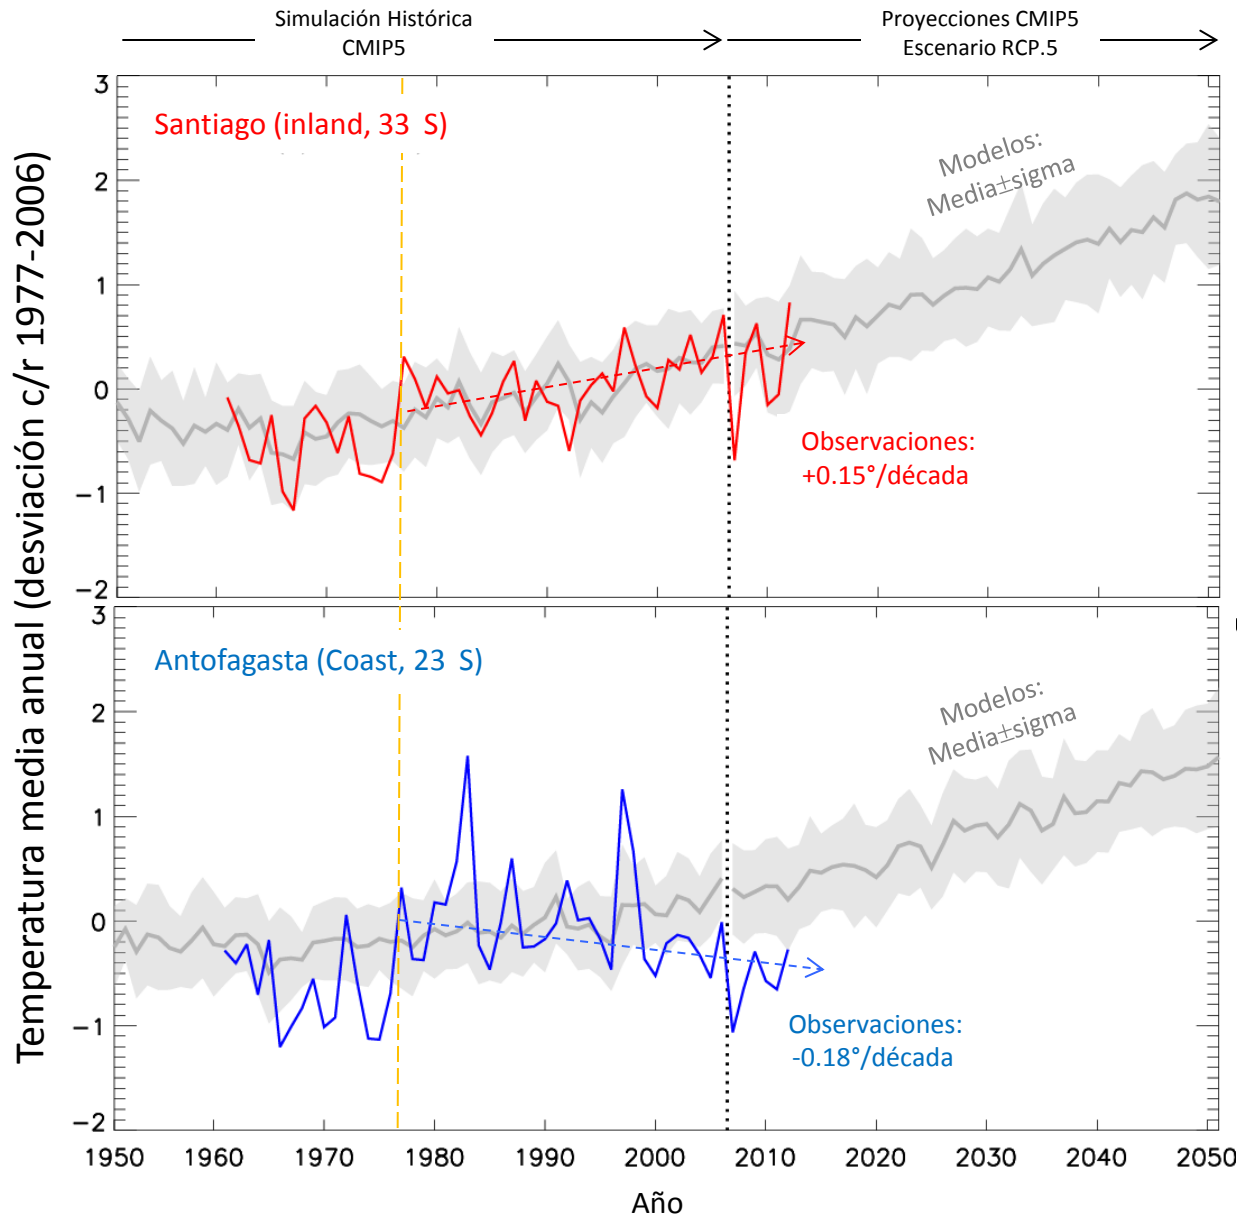 Simulación Histórica
CMIP5
Proyecciones CMIP5
Escenario RCP.5
Temperatura media anual (desviación c/r 1977-2006)
3
2
1
0
−1
−2
Santiago (inland, 33 S)
Modelos:
Media±sigma
Observaciones:
+0.15°/década
3
2
1
0
−1
−2
Antofagasta (Coast, 23 S)
Modelos:
Media±sigma
Observaciones:
-0.18°/década
1950 1960 1970 1980 1990 2000 2010 2020 2030 2040 2050
Año